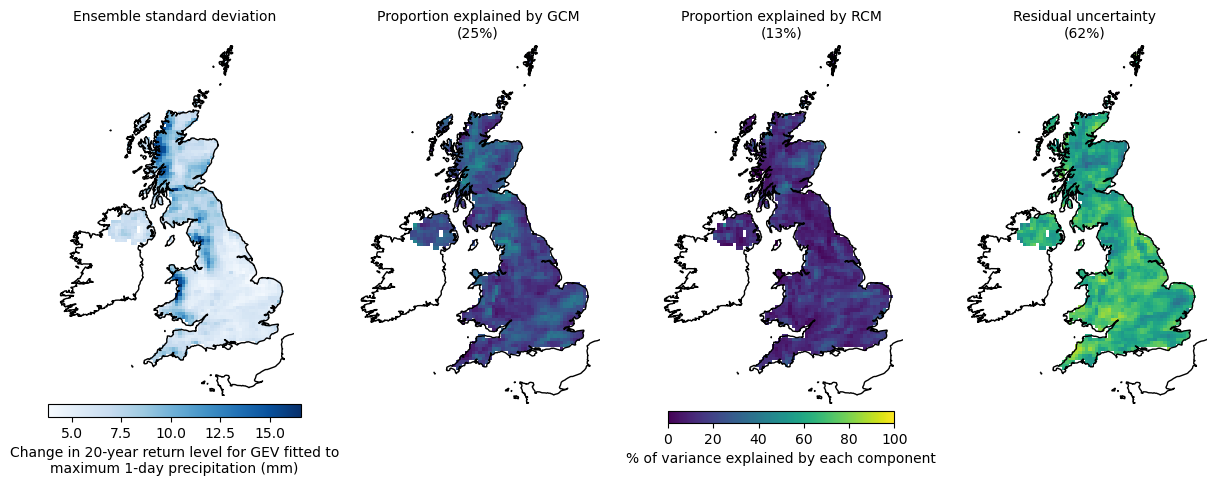 Ensemble standard deviation
Proportion explained by GCM
(25%)
Proportion explained by RCM
(13%)
Residual uncertainty
(62%)
5.0 7.5 10.0 12.5 15.0
Change in 20-year return level for GEV fitted to
maximum 1-day precipitation (mm)
0 20 40 60 80 100
% of variance explained by each component